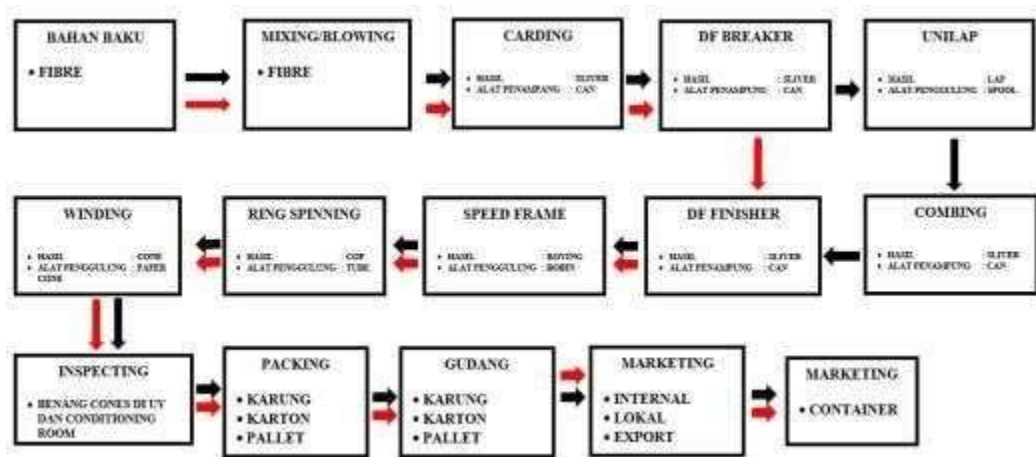 BAHAN BAKU
• FIBRE
MIXING/BLOWING
• FIBRE
CARDING
• HASIL : SLIVER
• ALAT PENAMPANG : CAN
DF BREAKER
• HASIL : SLIVER
• ALAT PENAMPUNG : CAN
UNILAP
• HASIL : LAP
• ALAT PENGGULUNG : SPOOL
WINDING
• HASIL : CONE
• ALAT PENGGULUNG : PAPER
CONE
RING SPINNING
• HASIL : COP
• ALAT PENGGULUNG : TUBE
SPEED FRAME
• HASIL : ROVING
• ALAT PENGGULUNG : BOBIN
DF FINISHER
• HASIL : SLIVER
• ALAT PENAMPUNG : CAN
COMBING
• HASIL : SLIVER
• ALAT PENAMPUNG : CAN
INSPECTING
• BENANG CONES DI UV
DAN CONDITIONING
ROOM
PACKING
• KARUNG
• KARTON
• PALLET
GUDANG
• KARUNG
• KARTON
• PALLET
MARKETING
• INTERNAL
• LOKAL
• EXPORT
MARKETING
• CONTAINER